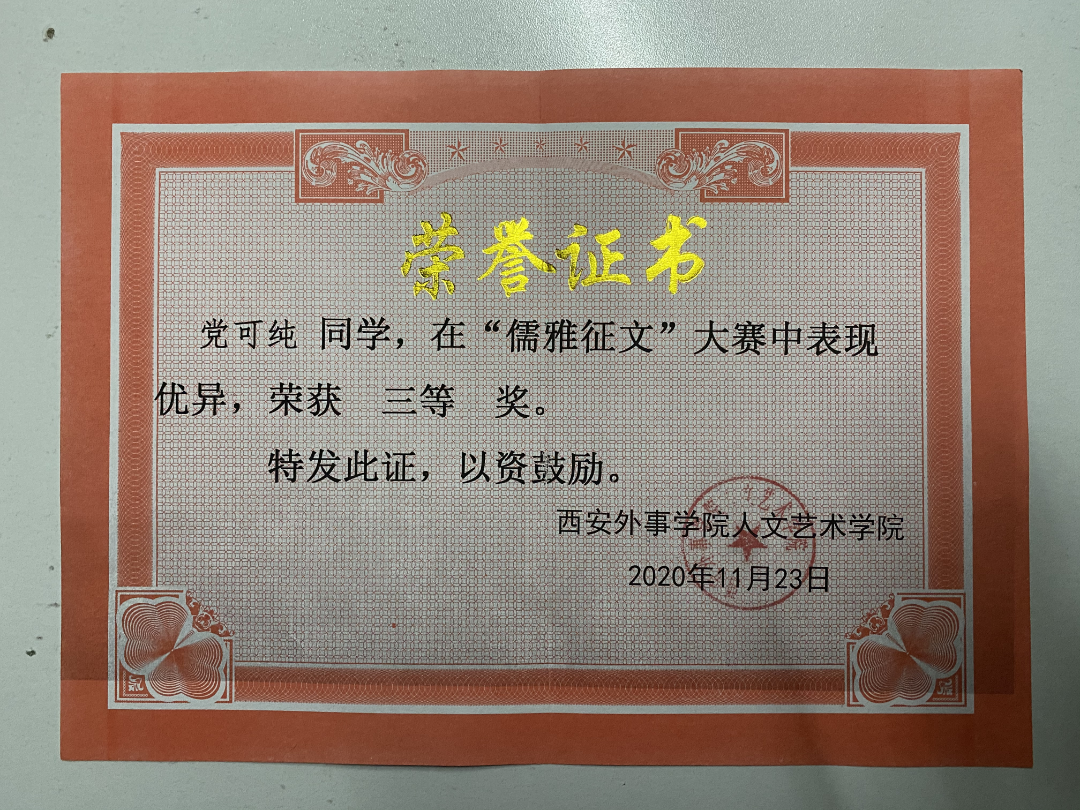 荣誉证书
党可纯 同学，在“儒雅征文”大赛中表现
优异，荣获 三等 奖。
特发此证，以资鼓励。
西安外事学院人文艺术学院
2020年11月23日